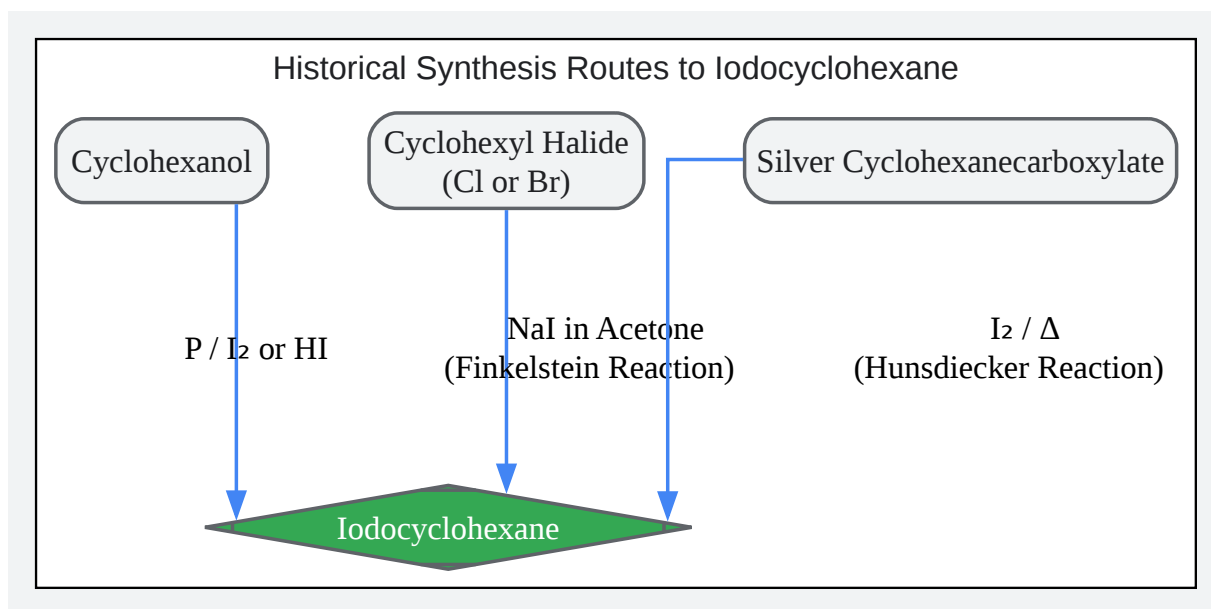 Historical Synthesis Routes to Iodocyclohexane
Cyclohexanol
Cyclohexyl Halide
(Cl or Br)
Silver Cyclohexanecarboxylate
P / I₂ or HI
NaI in Acetone
(Finkelstein Reaction)
I₂ / Δ
(Hunsdiecker Reaction)
Iodocyclohexane